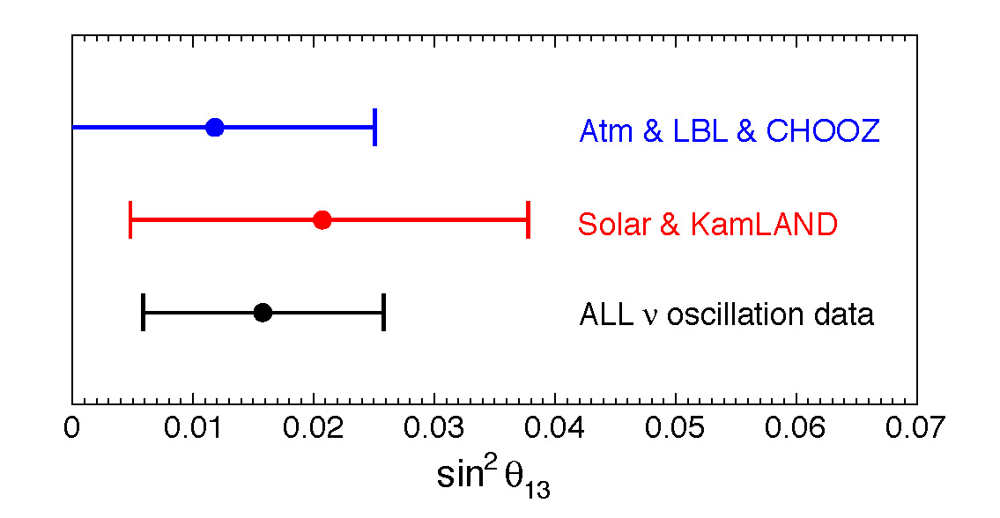 Atm & LBL & CHOOZ
Solar & KamLAND
ALL ν oscillation data
0 0.01 0.02 0.03 0.04 0.05 0.06 0.07
sin² θ₁₃